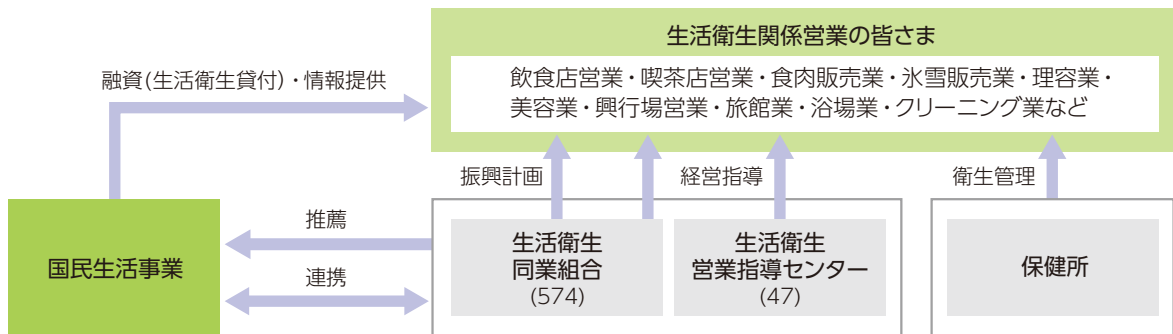 生活衛生関係営業の皆さま
融資(生活衛生貸付)・情報提供
飲食店営業・喫茶店営業・食肉販売業・氷雪販売業・理容業・
美容業・興行場営業・旅館業・浴場業・クリーニング業など
振興計画
経営指導
衛生管理
国民生活事業
推薦
連携
生活衛生
同業組合
(574)
生活衛生
営業指導センター
(47)
保健所